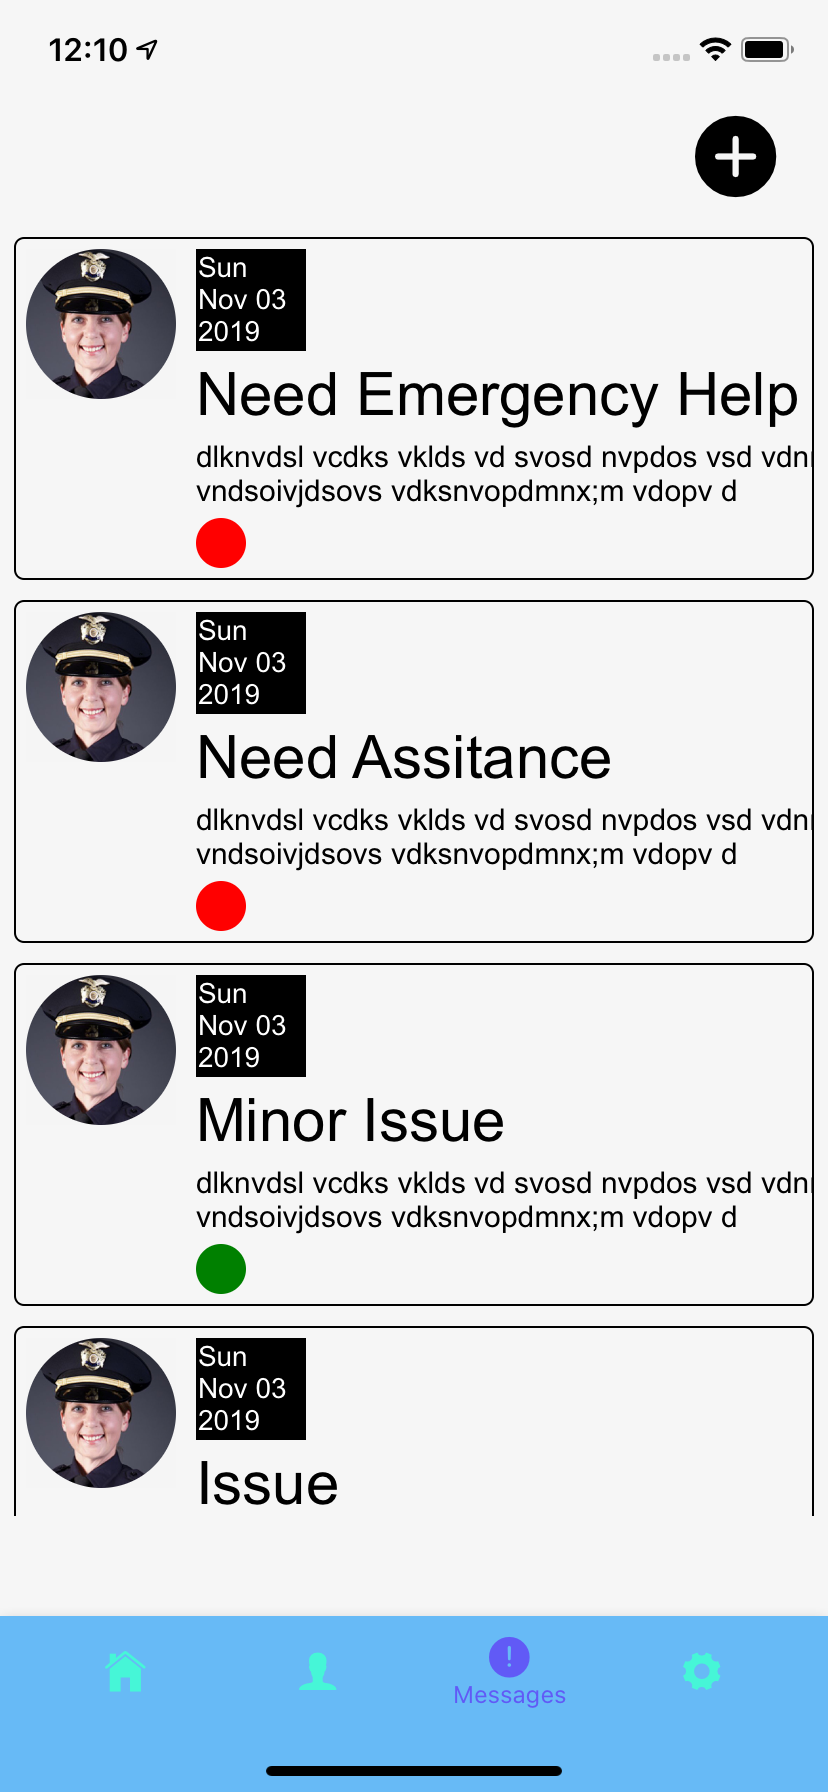 12:10
Sun
Nov 03
2019
Need Emergency Help
dlknvdsl vcdks vklds vd svosd nvpdos vsd
vndsoivjdsovs vdksnvopdmnx;m vdopv d
Sun
Nov 03
2019
Need Assitance
dlknvdsl vcdks vklds vd svosd nvpdos vsd
vndsoivjdsovs vdksnvopdmnx;m vdopv d
Sun
Nov 03
2019
Minor Issue
dlknvdsl vcdks vklds vd svosd nvpdos vsd
vndsoivjdsovs vdksnvopdmnx;m vdopv d
Sun
Nov 03
2019
Issue
Messages